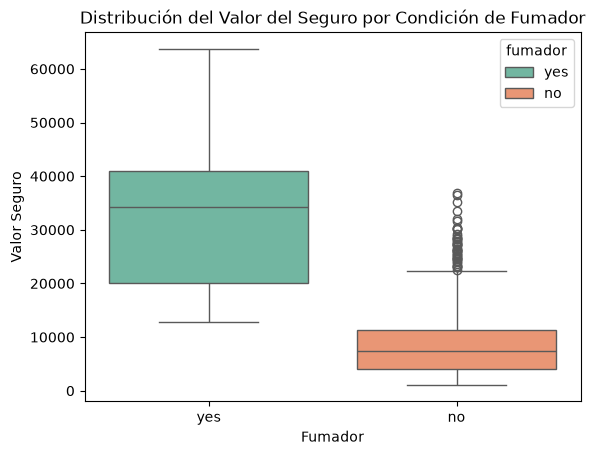 Distribución del Valor del Seguro por Condición de Fumador
fumador
yes
no
60000
50000
40000
30000
20000
10000
0
Valor Seguro
yes
no
Fumador